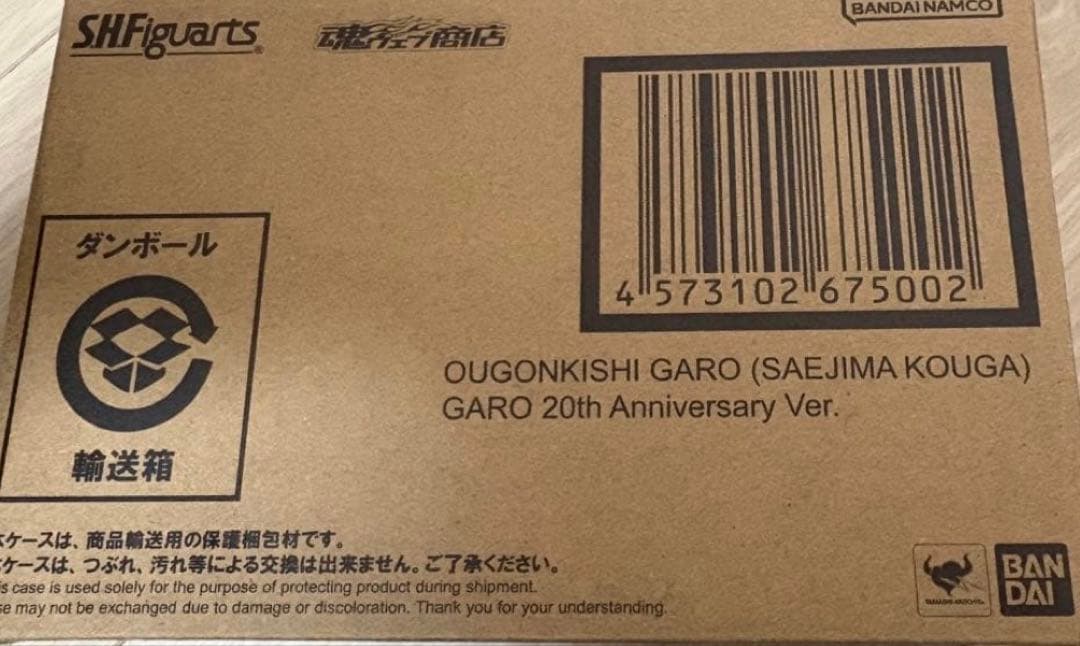 S.H.Figuarts
魂ウェブ商店
BANDAI NAMCO
4 573102 675002
OUGONKISHI GARO (SAEJIMA KOUGA)
GARO 20th Anniversary Ver.
ダンボール
輸送箱
ケースは、商品輸送用の保護梱包材です。
ケースは、つぶれ、汚れ等による交換は出来ません。ご了承ください。
case is used solely for the purpose of protecting product during shipment.
may not be exchanged due to damage or discoloration. Thank you for your understanding.
BAN
DAI